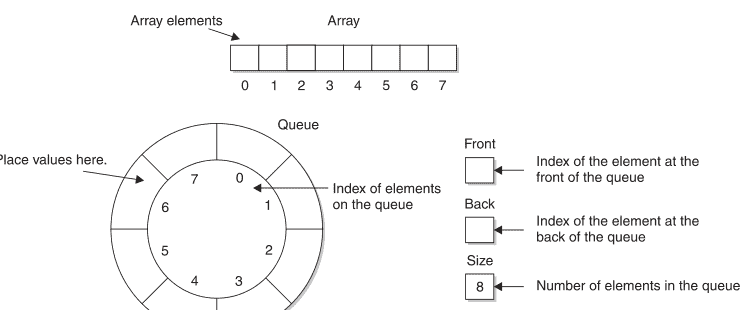 Array elements
Array
0 1 2 3 4 5 6 7
Queue
Place values here.
7 0
6 1
5 2
4 3
Index of elements
on the queue
Front
Index of the element at the
front of the queue
Back
Index of the element at the
back of the queue
Size
8
Number of elements in the queue